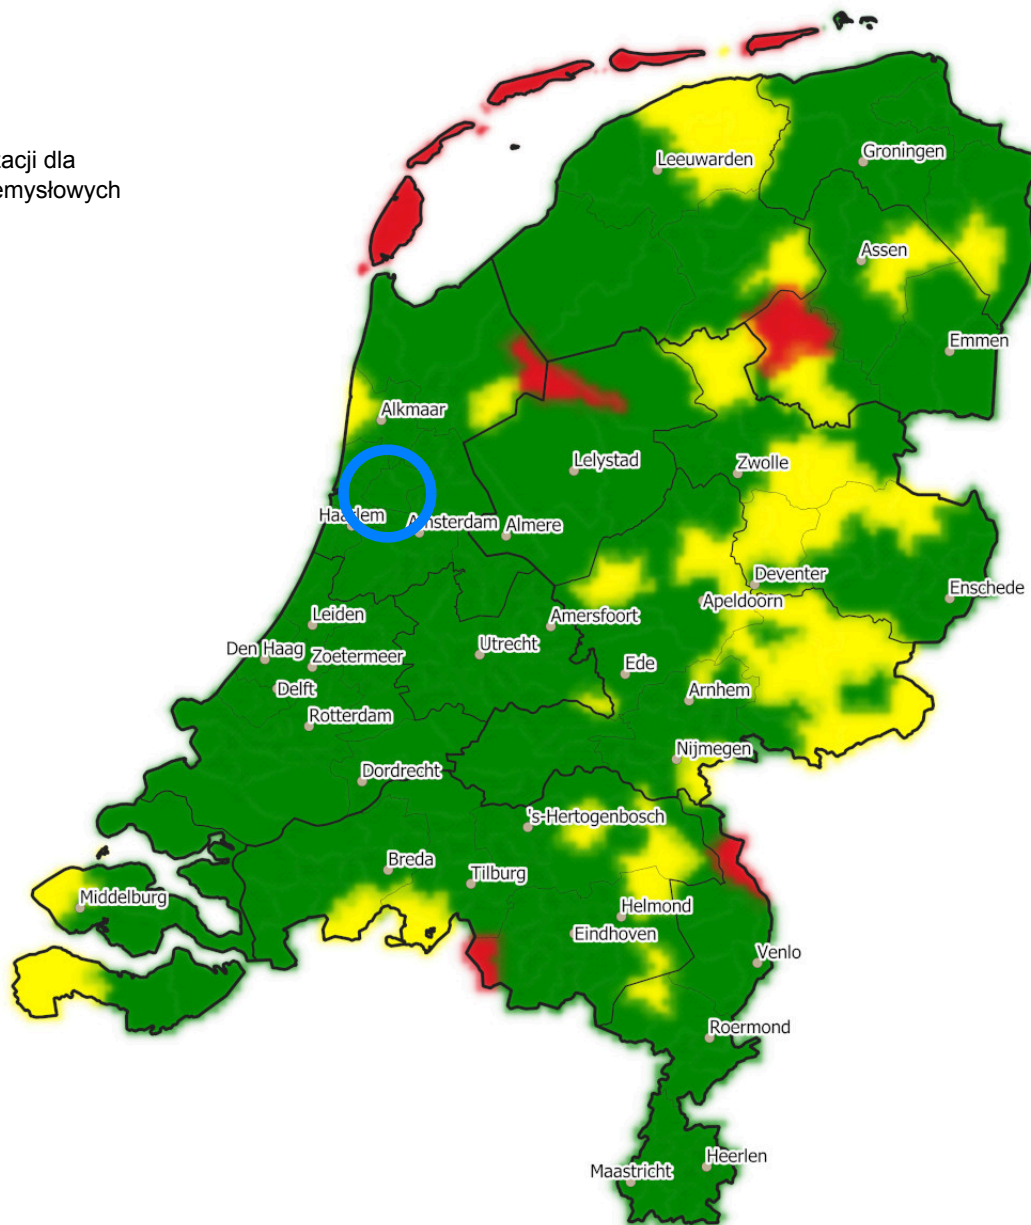 acji dla
emysłowych
Leeuwarden
Groningen
Assen
Emmen
Alkmaar
Lelystad
Zwolle
Haarlem
Amsterdam
Almere
Deventer
Enschede
Apeldoorn
Leiden
Amersfoort
Utrecht
Den Haag
Zoetermeer
Ede
Delft
Arnhem
Rotterdam
Nijmegen
Dordrecht
's-Hertogenbosch
Breda
Tilburg
Middelburg
Helmond
Eindhoven
Venlo
Roermond
Heerlen
Maastricht